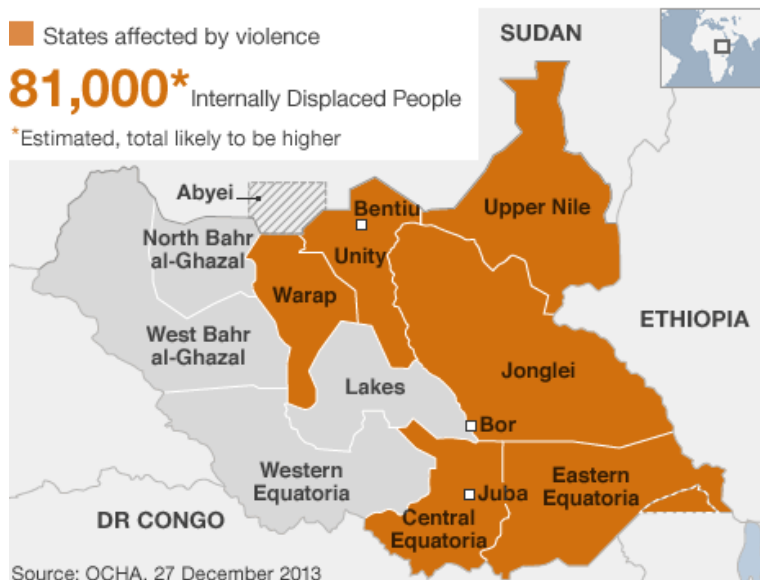 States affected by violence
81,000* Internally Displaced People
*Estimated, total likely to be higher
SUDAN
Abyei
Bentiu
Upper Nile
North Bahr
al-Ghazal
Unity
Warap
ETHIOPIA
West Bahr
al-Ghazal
Jonglei
Lakes
Bor
Western
Equatoria
Eastern
Equatoria
Juba
DR CONGO
Central
Equatoria
Source: OCHA, 27 December 2013